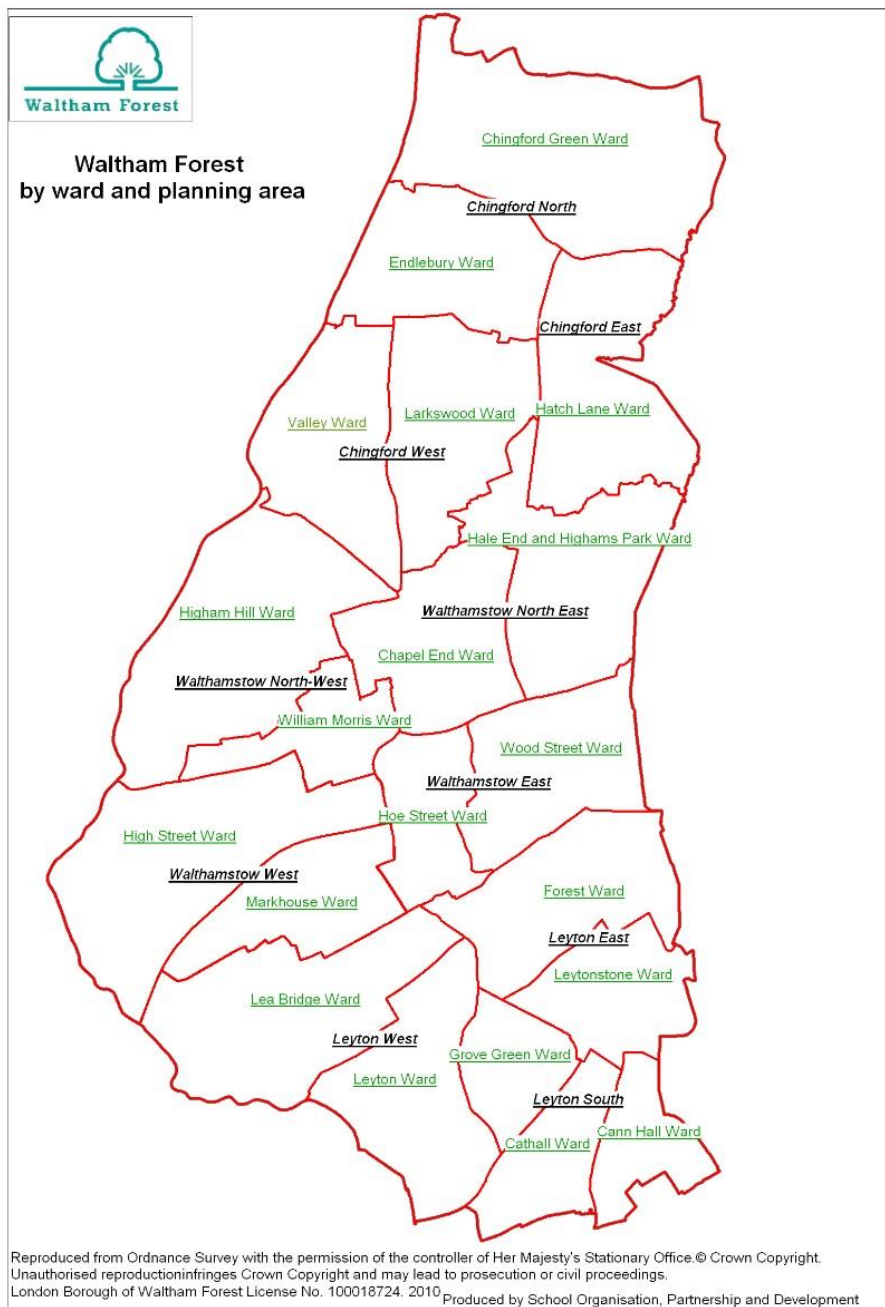 Waltham Forest
Waltham Forest
by ward and planning area
Chingford Green Ward
Chingford North
Endlebury Ward
Chingford East
Valley Ward
Larkswood Ward
Hatch Lane Ward
Chingford West
Hale End and Highams Park Ward
Higham Hill Ward
Walthamstow North East
Chapel End Ward
Walthamstow North-West
William Morris Ward
Wood Street Ward
Walthamstow East
Hoe Street Ward
High Street Ward
Walthamstow West
Markhouse Ward
Forest Ward
Leyton East
Leytonstone Ward
Lea Bridge Ward
Leyton West
Grove Green Ward
Leyton Ward
Leyton South
Cann Hall Ward
Cathall Ward
Reproduced from Ordnance Survey with the permission of the controller of Her Majesty's Stationary Office.© Crown Copyright.
Unauthorised reproductioninfringes Crown Copyright and may lead to prosecution or civil proceedings.
London Borough of Waltham Forest License No. 100018724. 2010
Produced by School Organisation, Partnership and Development